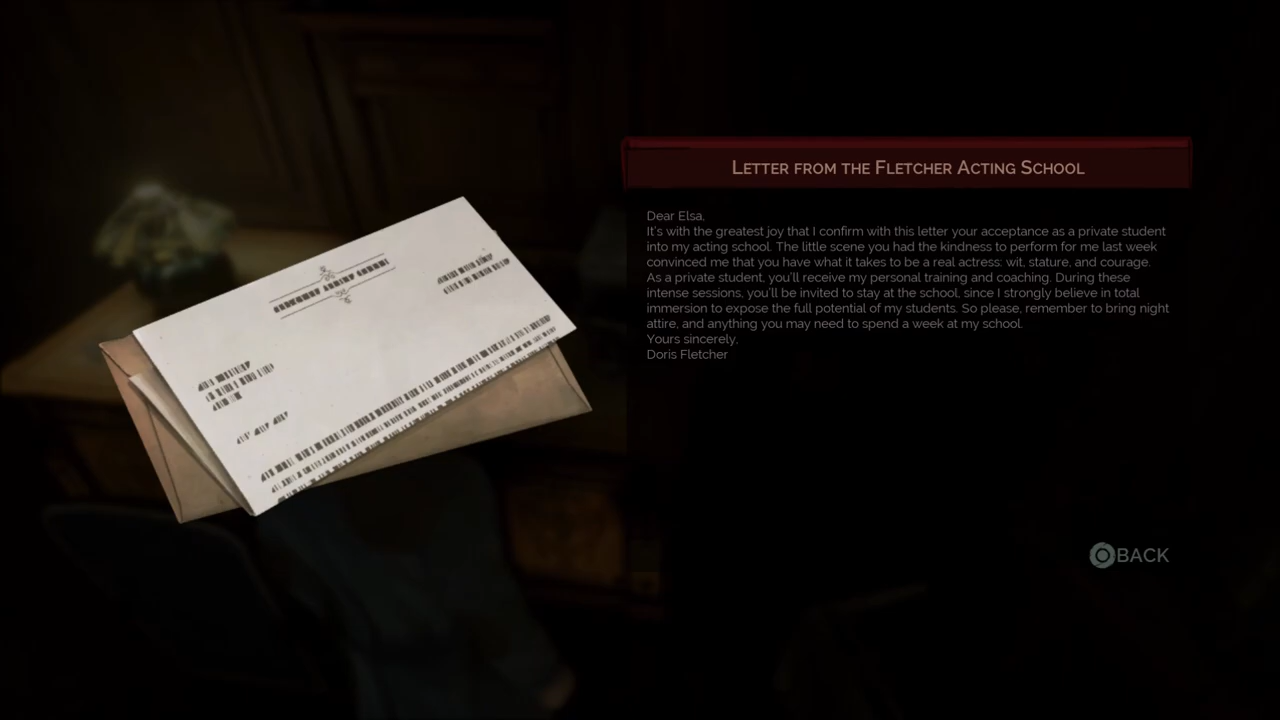 LETTER FROM THE FLETCHER ACTING SCHOOL
Dear Elsa,
It's with the greatest joy that I confirm with this letter your acceptance as a private student
into my acting school. The little scene you had the kindness to perform for me last week
convinced me that you have what it takes to be a real actress: wit, stature, and courage.
As a private student, you'll receive my personal training and coaching. During these
intense sessions, you'll be invited to stay at the school, since I strongly believe in total
immersion to expose the full potential of my students. So please, remember to bring night
attire, and anything you may need to spend a week at my school.
Yours sincerely,
Doris Fletcher
BACK